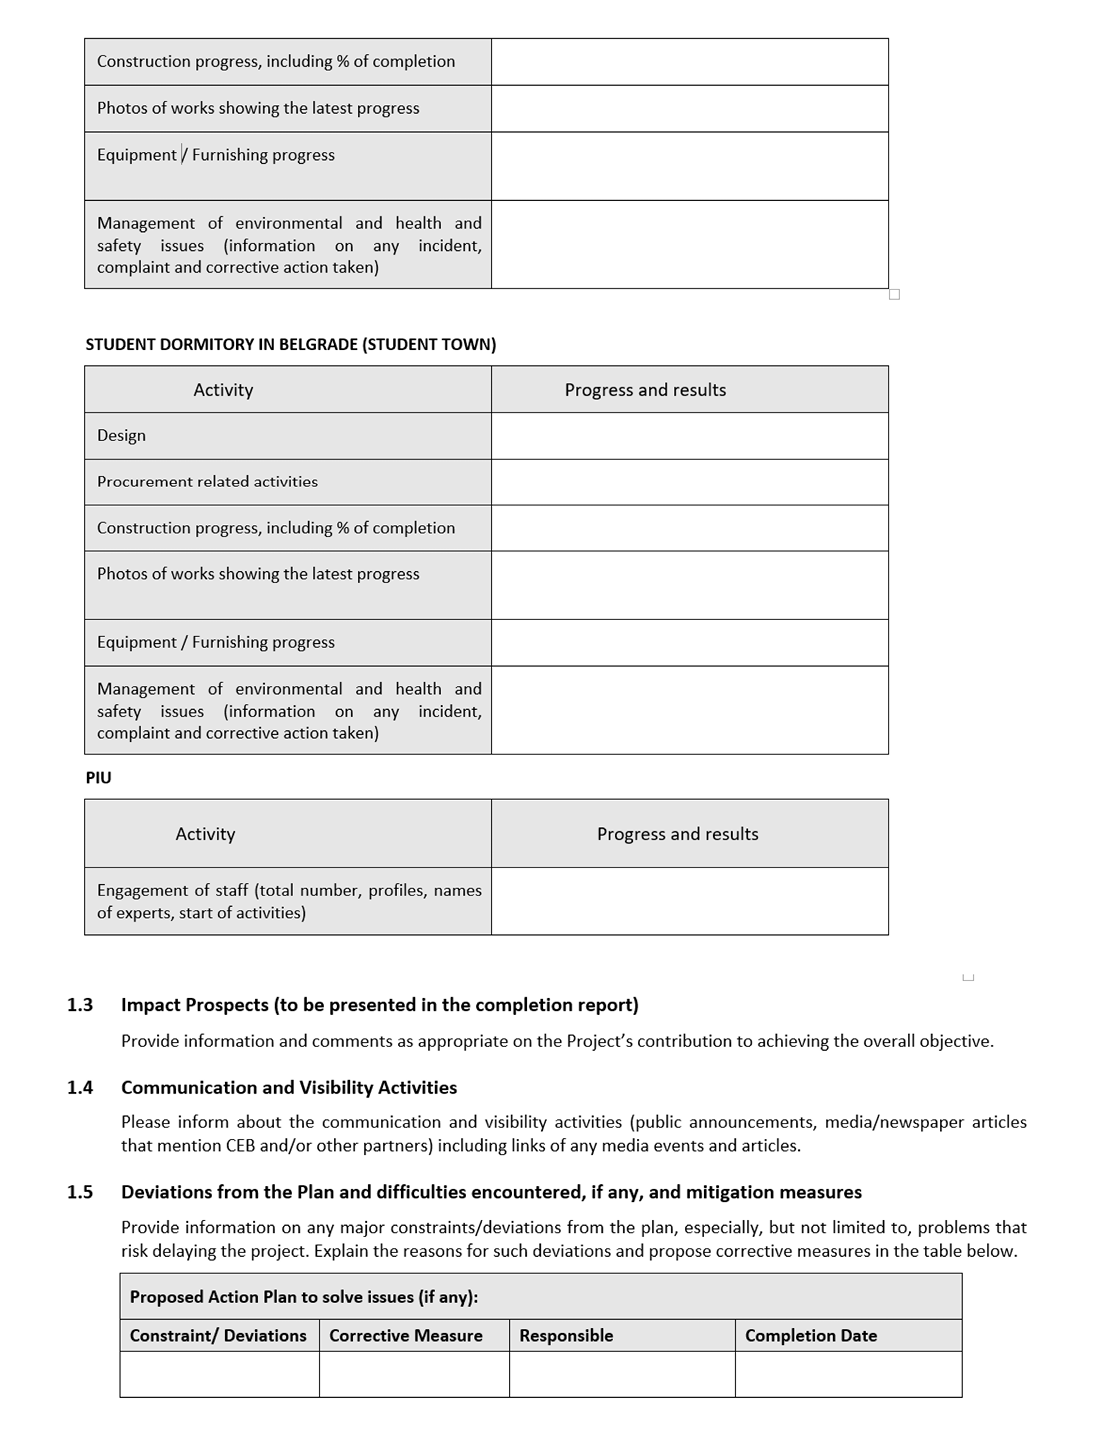 Construction progress, including % of completion
Photos of works showing the latest progress
Equipment / Furnishing progress
Management of environmental and health and
safety issues (information on any incident,
complaint and corrective action taken)
STUDENT DORMITORY IN BELGRADE (STUDENT TOWN)
Activity Progress and results
Design
Procurement related activities
Construction progress, including % of completion
Photos of works showing the latest progress
Equipment / Furnishing progress
Management of environmental and health and
safety issues (information on any incident,
complaint and corrective action taken)
PIU
Activity Progress and results
Engagement of staff (total number, profiles, names
of experts, start of activities)
1.3 Impact Prospects (to be presented in the completion report)
Provide information and comments as appropriate on the Project’s contribution to achieving the overall objective.
1.4 Communication and Visibility Activities
Please inform about the communication and visibility activities (public announcements, media/newspaper articles
that mention CEB and/or other partners) including links of any media events and articles.
1.5 Deviations from the Plan and difficulties encountered, if any, and mitigation measures
Provide information on any major constraints/deviations from the plan, especially, but not limited to, problems that
risk delaying the project. Explain the reasons for such deviations and propose corrective measures in the table below.
Proposed Action Plan to solve issues (if any):
Constraint/ Deviations Corrective Measure Responsible Completion Date